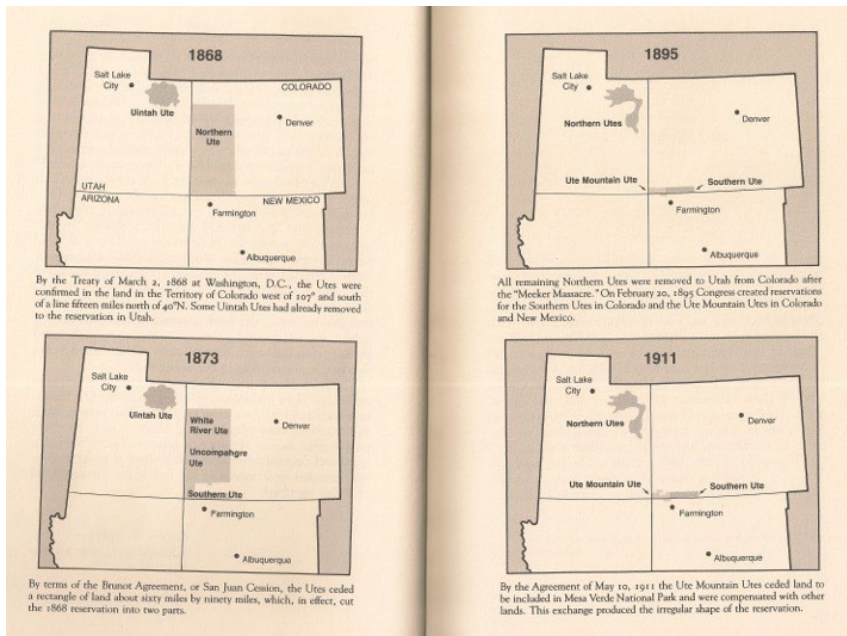 1868
Salt Lake
City
COLORADO
Uintah Ute
Denver
Northern
Ute
UTAH
ARIZONA
NEW MEXICO
Farmington
Albuquerque
By the Treaty of March 2, 1868 at Washington, D.C., the Utes were
confirmed in the land in the Territory of Colorado west of 107° and south
of a line fifteen miles north of 40°N. Some Uintah Utes had already removed
to the reservation in Utah.
1873
Salt Lake
City
Uintah Ute
White
River Ute
Denver
Uncompahgre
Ute
Southern Ute
Farmington
Albuquerque
By terms of the Brunot Agreement, or San Juan Cession, the Utes ceded
a rectangle of land about sixty miles by ninety miles, which, in effect, cut
the 1868 reservation into two parts.
1895
Salt Lake
City
Northern Utes
Denver
Ute Mountain Ute
Southern Ute
Farmington
Albuquerque
All remaining Northern Utes were removed to Utah from Colorado after
the "Meeker Massacre." On February 20, 1895 Congress created reservations
for the Southern Utes in Colorado and the Ute Mountain Utes in Colorado
and New Mexico.
1911
Salt Lake
City
Northern Utes
Denver
Ute Mountain Ute
Southern Ute
Farmington
Albuquerque
By the Agreement of May 10, 1911 the Ute Mountain Utes ceded land to
be included in Mesa Verde National Park and were compensated with other
lands. This exchange produced the irregular shape of the reservation.